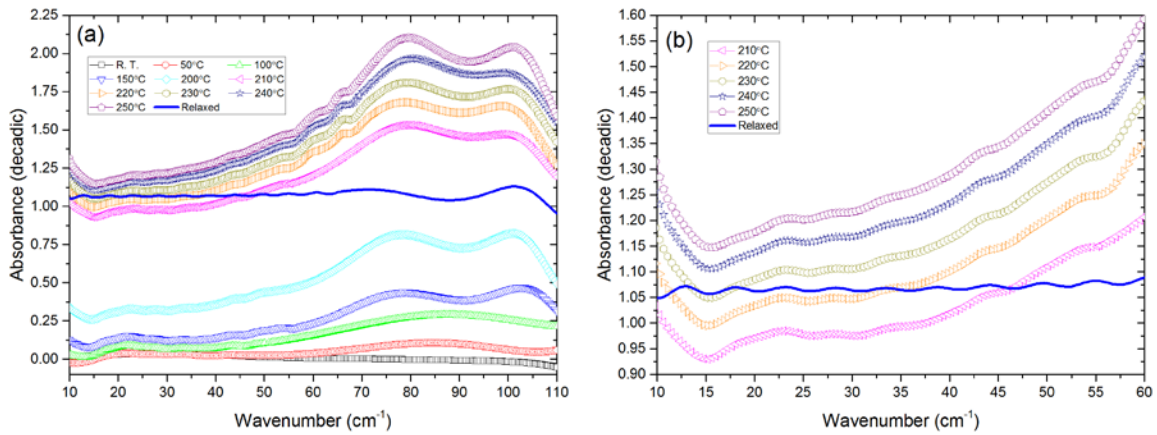 (a)
R. T. 50°C 100°C
150°C 200°C 210°C
220°C 230°C 240°C
250°C Relaxed
2.25
2.00
1.75
1.50
1.25
1.00
0.75
0.50
0.25
0.00
Absorbance (decadic)
10 20 30 40 50 60 70 80 90 100 110
Wavenumber (cm-1)
(b)
210°C
220°C
230°C
240°C
250°C
Relaxed
1.60
1.55
1.50
1.45
1.40
1.35
1.30
1.25
1.20
1.15
1.10
1.05
1.00
0.95
0.90
Absorbance (decadic)
10 15 20 25 30 35 40 45 50 55 60
Wavenumber (cm-1)